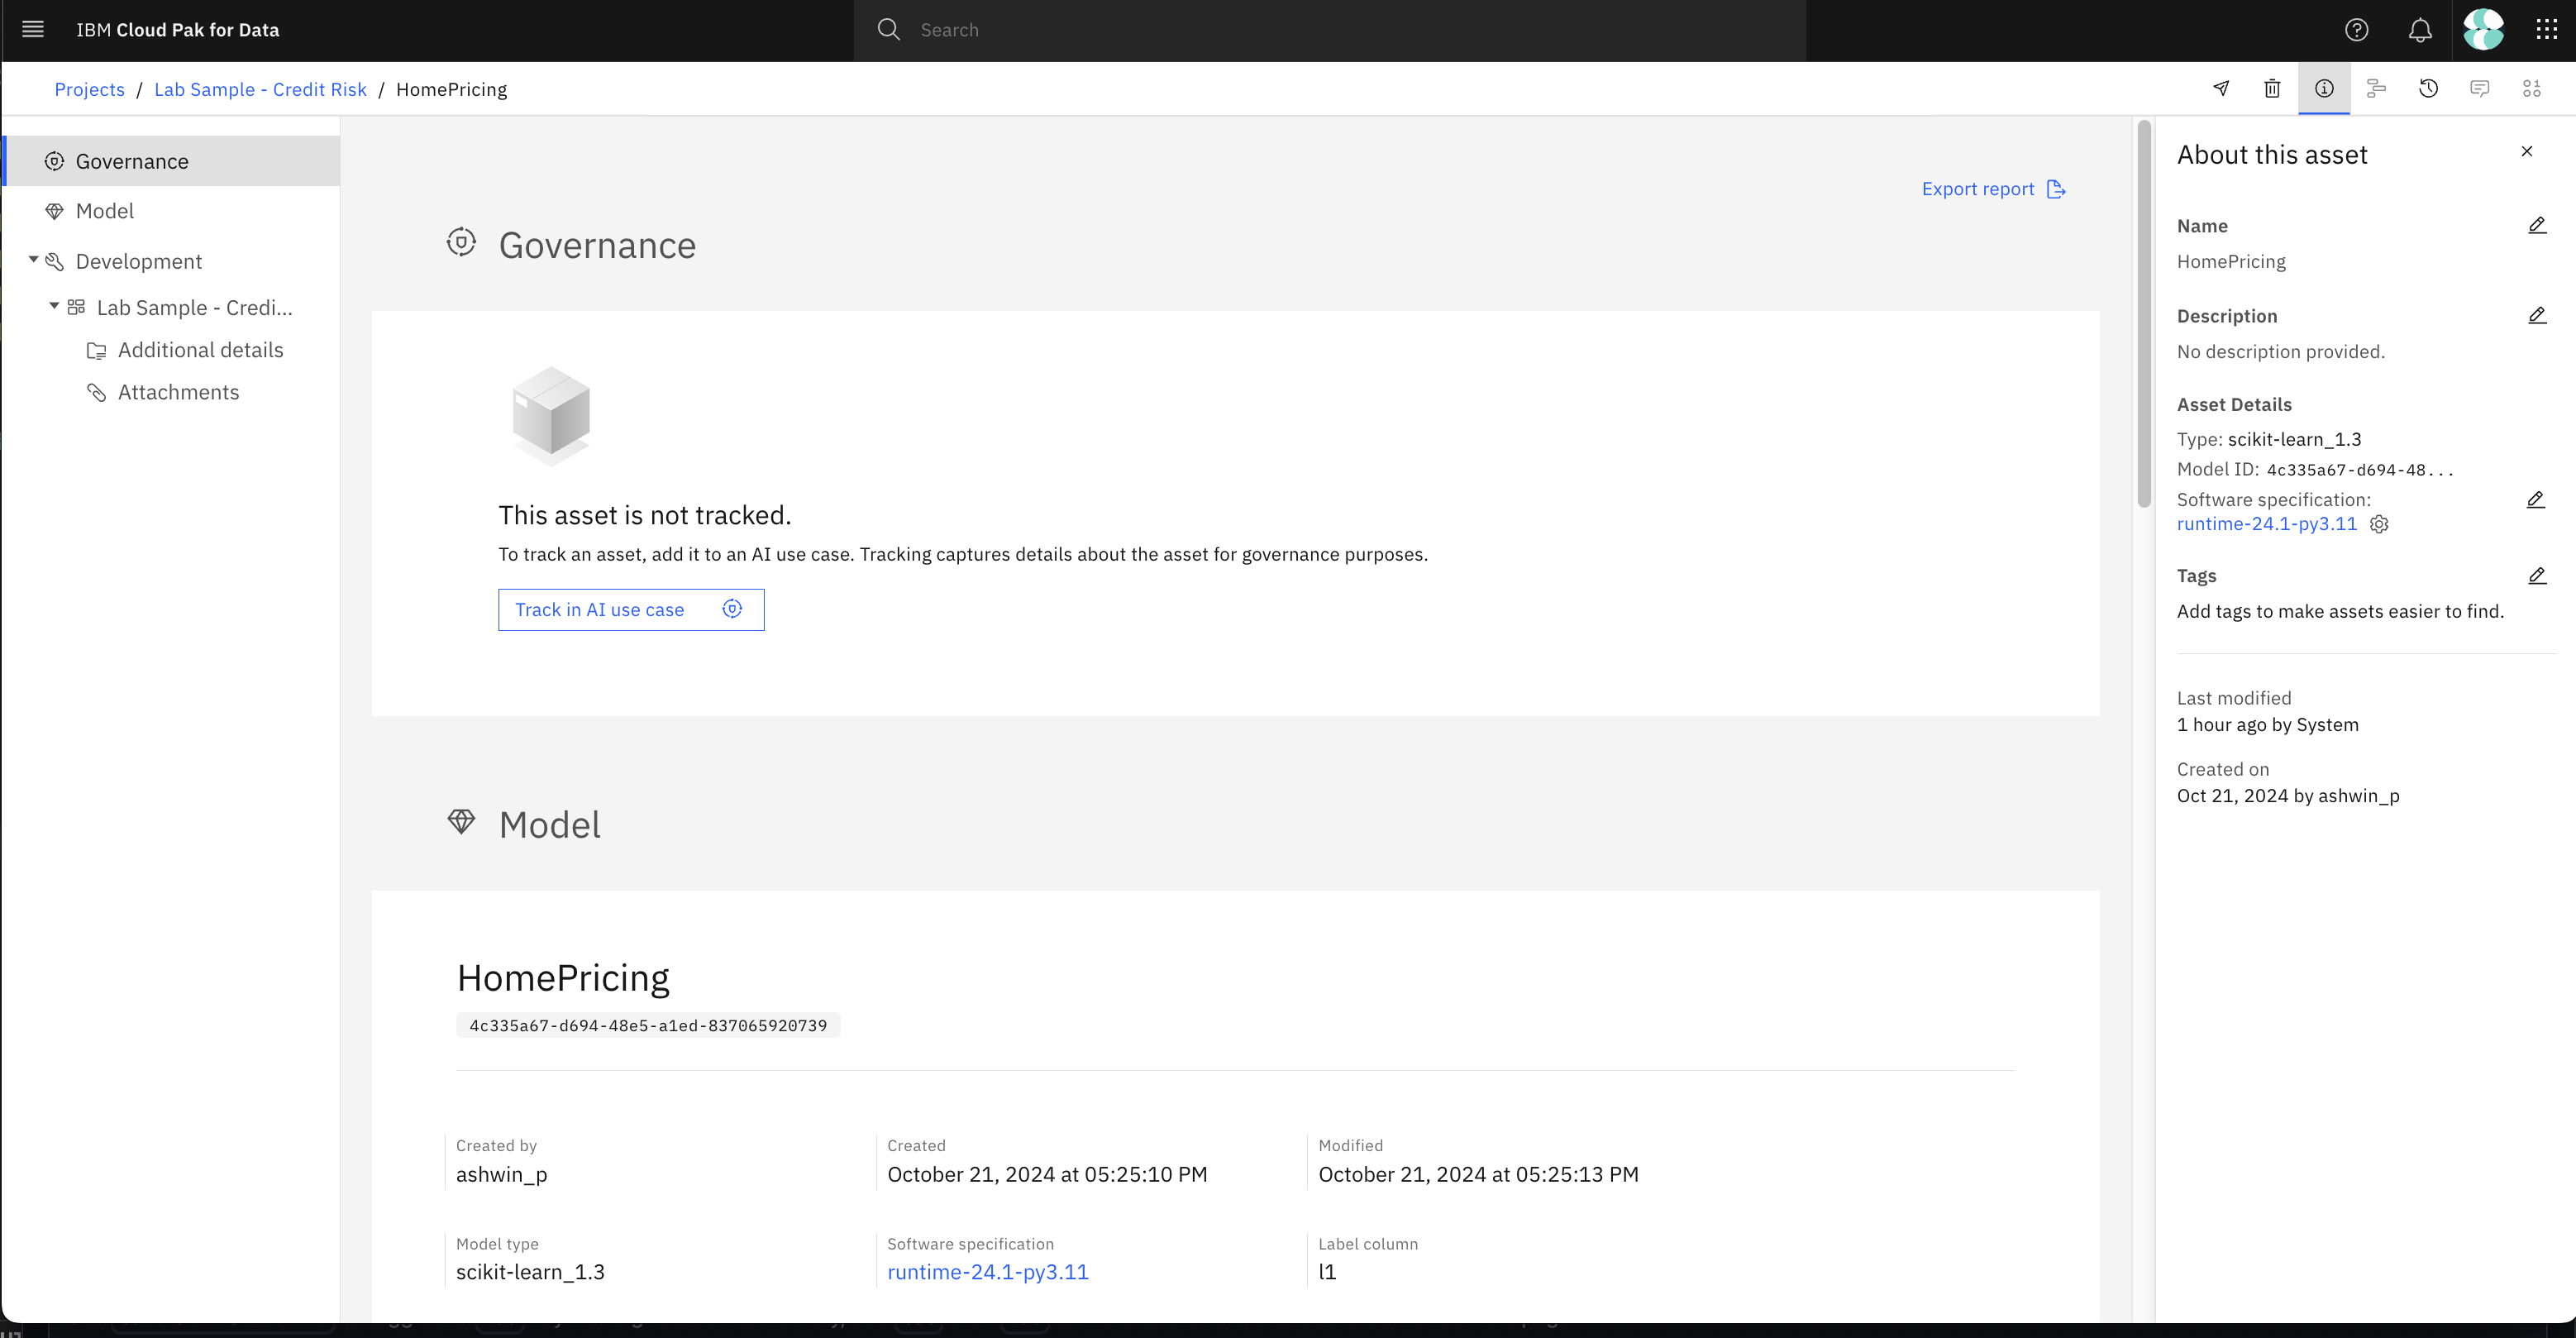 IBM Cloud Pak for Data
Search
Projects / Lab Sample - Credit Risk / HomePricing
Governance
Model
Development
Lab Sample - Credi...
Additional details
Attachments
Export report
Governance
This asset is not tracked.
To track an asset, add it to an AI use case. Tracking captures details about the asset for governance purposes.
Track in AI use case
Model
HomePricing
4c335a67-d694-48e5-a1ed-837065920739
Created by
ashwin_p
Created
October 21, 2024 at 05:25:10 PM
Modified
October 21, 2024 at 05:25:13 PM
Model type
scikit-learn_1.3
Software specification
runtime-24.1-py3.11
Label column
l1
About this asset
Name
HomePricing
Description
No description provided.
Asset Details
Type: scikit-learn_1.3
Model ID: 4c335a67-d694-48...
Software specification:
runtime-24.1-py3.11
Tags
Add tags to make assets easier to find.
Last modified
1 hour ago by System
Created on
Oct 21, 2024 by ashwin_p